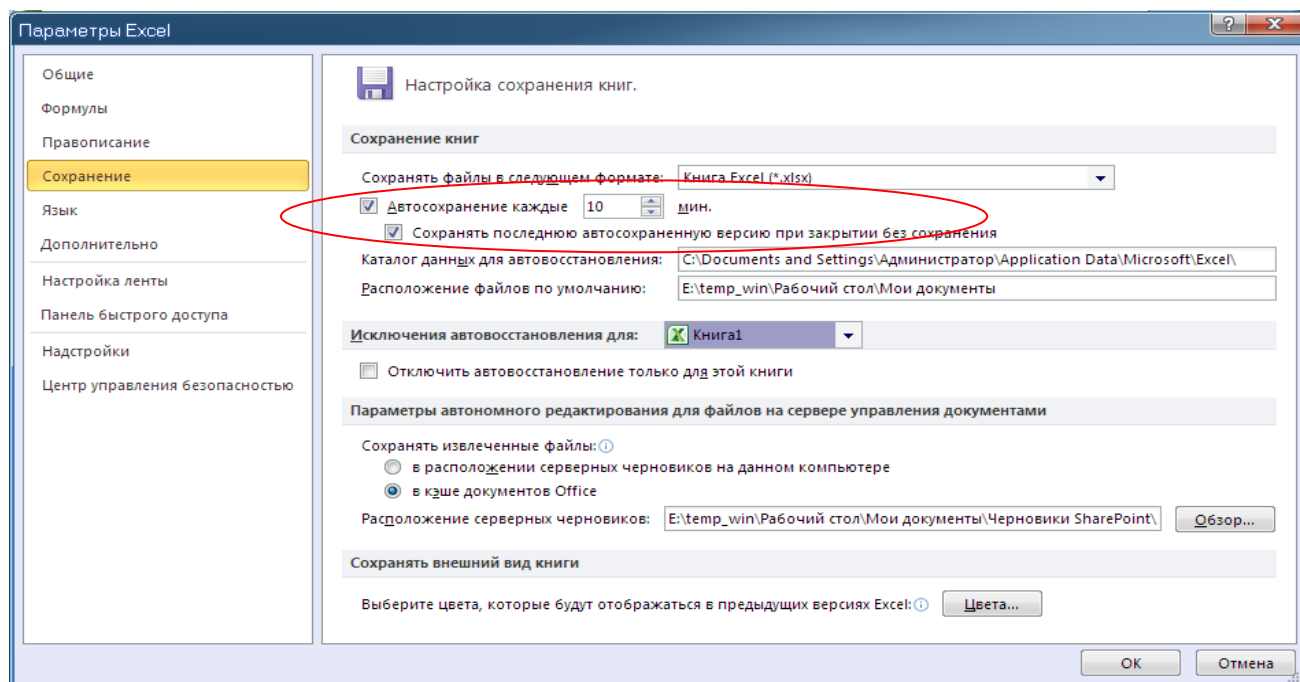 Параметры Excel
Общие
Формулы
Правописание
Сохранение
Язык
Дополнительно
Настройка ленты
Панель быстрого доступа
Надстройки
Центр управления безопасностью
Настройка сохранения книг.
Сохранение книг
Сохранять файлы в следующем формате: Книга Excel (*.xlsx)
Автосохранение каждые 10 мин.
Сохранять последнюю автосохраненную версию при закрытии без сохранения
Каталог данных для автовосстановления: C:\Documents and Settings\Администратор\Application Data\Microsoft\Excel\
Расположение файлов по умолчанию: E:\temp_win\Рабочий стол\Мои документы
Исключения автовосстановления для: Книга1
Отключить автовосстановление только для этой книги
Параметры автономного редактирования для файлов на сервере управления документами
Сохранять извлеченные файлы:
в расположении серверных черновиков на данном компьютере
в кэше документов Office
Расположение серверных черновиков: E:\temp_win\Рабочий стол\Мои документы\Черновики SharePoint\ Обзор...
Сохранять внешний вид книги
Выберите цвета, которые будут отображаться в предыдущих версиях Excel: Цвета...
ОК Отмена